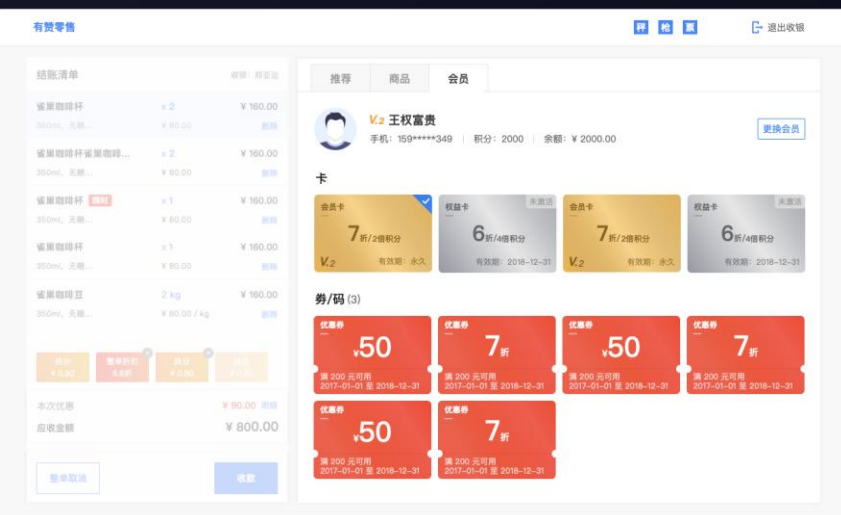 有赞零售
秤 枪 票 退出收银
结账清单
雀巢咖啡杯 x 2 ¥ 160.00
350ml，无糖... ¥ 80.00 删除
雀巢咖啡杯雀巢咖啡... x 2 ¥ 160.00
350ml，无糖... ¥ 80.00 删除
雀巢咖啡杯 x 1 ¥ 160.00
350ml，无糖... ¥ 80.00 删除
雀巢咖啡杯 x 1 ¥ 160.00
350ml，无糖... ¥ 80.00 删除
雀巢咖啡豆 2 kg ¥ 160.00
350ml，无糖... ¥ 80.00 / kg 删除
整单折扣
本次优惠 ¥ 90.00 明细
应收金额 ¥ 800.00
整单取消 收款
推荐 商品 会员
V.2 王权富贵
手机：159*****349 积分：2000 余额：¥ 2000.00
更换会员
卡
会员卡
7折/2倍积分
V.2 有效期：永久
权益卡 未激活
6折/4倍积分
有效期：2018-12-31
会员卡
7折/2倍积分
V.2 有效期：永久
权益卡 未激活
6折/4倍积分
有效期：2018-12-31
券/码 (3)
优惠券
¥50
满 200 元可用
2017-01-01 至 2018-12-31
优惠券
7折
满 200 元可用
2017-01-01 至 2018-12-31
优惠券
¥50
满 200 元可用
2017-01-01 至 2018-12-31
优惠券
7折
满 200 元可用
2017-01-01 至 2018-12-31
优惠券
¥50
满 200 元可用
2017-01-01 至 2018-12-31
优惠券
7折
满 200 元可用
2017-01-01 至 2018-12-31